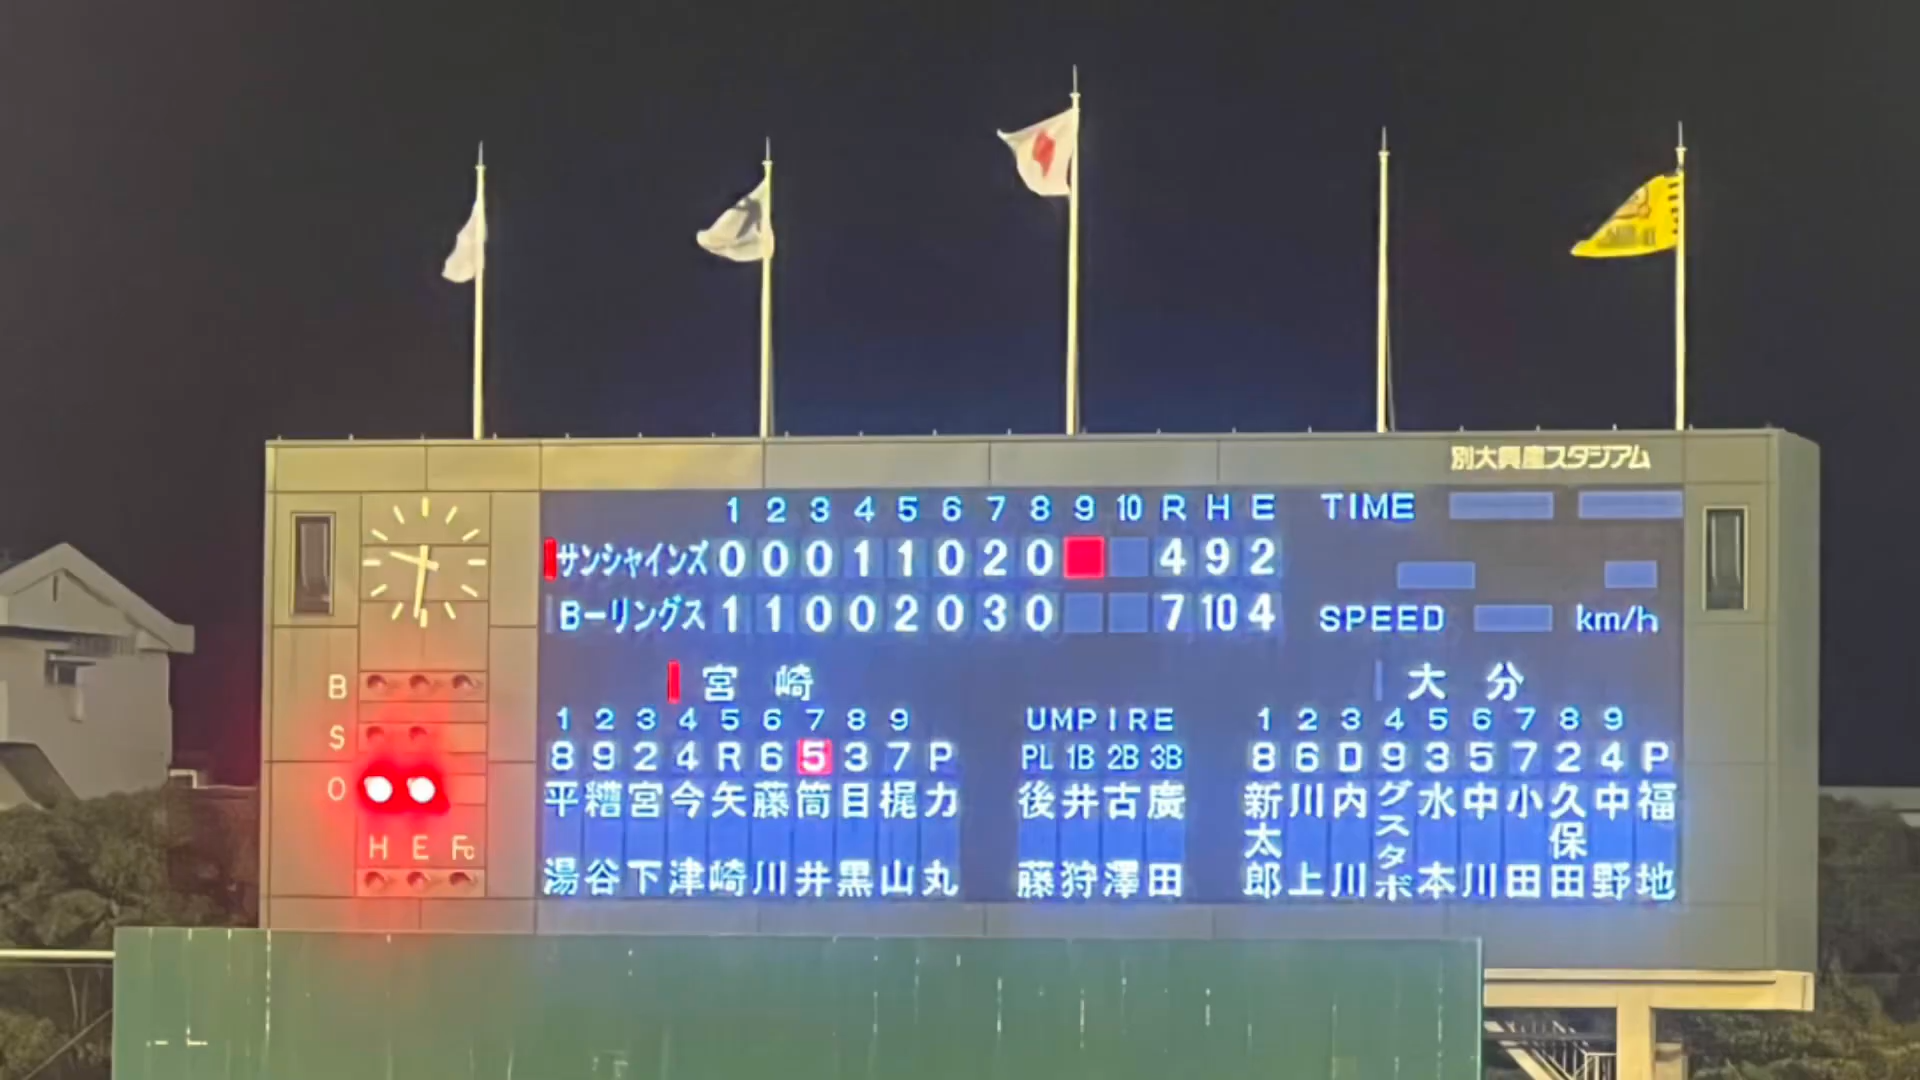 別大興産スタジアム
1 2 3 4 5 6 7 8 9 10 R H E TIME
サンシャインズ 0 0 0 1 1 0 2 0 4 9 2
Bーリングス 1 1 0 0 2 0 3 0 7 10 4 SPEED km/h
宮崎 大分
1 2 3 4 5 6 7 8 9 UMPIRE 1 2 3 4 5 6 7 8 9
8 9 2 4 R 6 5 3 7 P PL 1B 2B 3B 8 6 D 9 3 5 7 2 4 P
平湯 糟谷 宮下 今津 矢崎 藤川 筒井 目黒 梶山 力丸 後藤 井狩 古澤 廣田 新太郎 川上 内川 グスタボ 水本 中川 小田 久保田 中野 福地
B
S
O
H E Fc